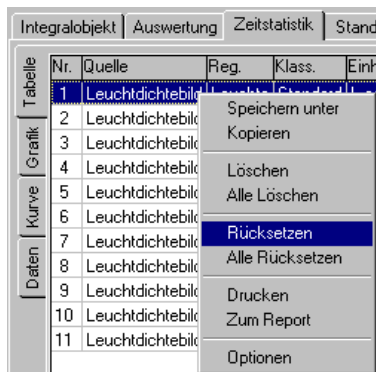 Integralobjekt Auswertung Zeitstatistik Stand
Tabelle
Grafik
Kurve
Daten
Nr. Quelle Reg. Klass. Einh
1 Leuchtdichtebild
2 Leuchtdichtebild
3 Leuchtdichtebild
4 Leuchtdichtebild
5 Leuchtdichtebild
6 Leuchtdichtebild
7 Leuchtdichtebild
8 Leuchtdichtebild
9 Leuchtdichtebild
10 Leuchtdichtebild
11 Leuchtdichtebild
Speichern unter
Kopieren
Löschen
Alle Löschen
Rücksetzen
Alle Rücksetzen
Drucken
Zum Report
Optionen